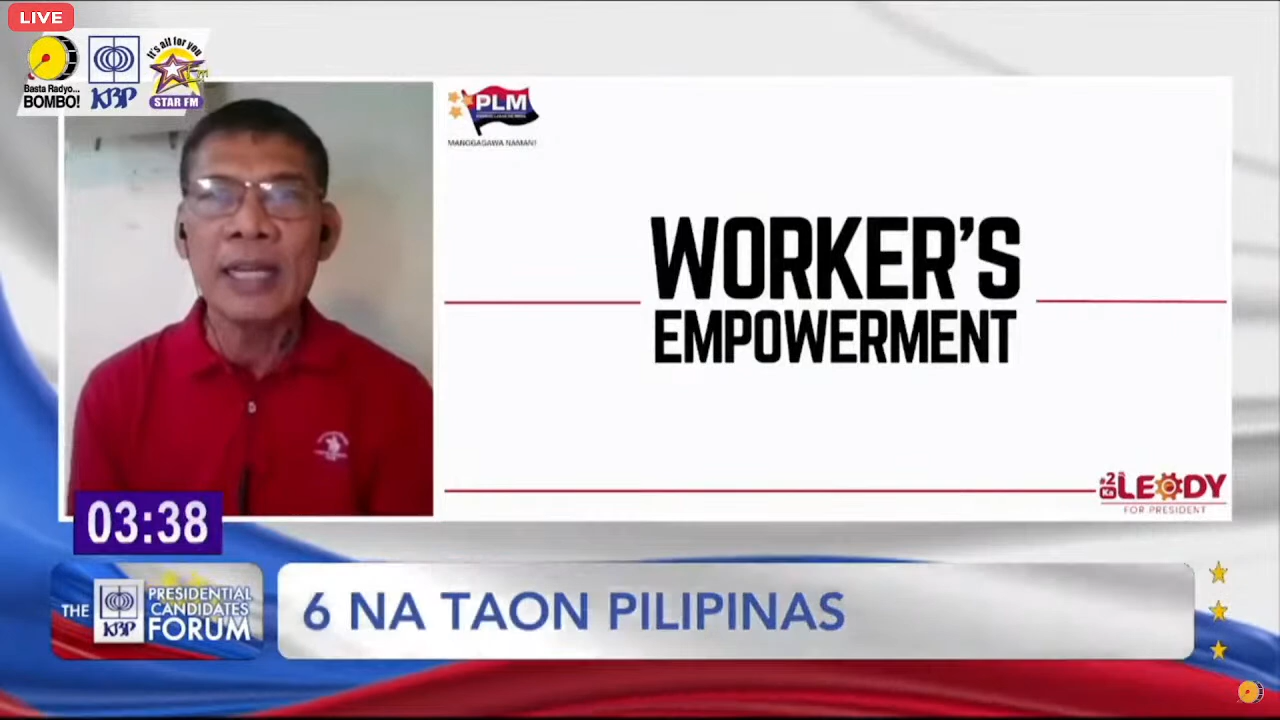 LIVE
It's all for you
Basta Radyo...
BOMBO!
KBP
STAR FM
PLM
MANGGAGAWA NAMAN!
WORKER'S
EMPOWERMENT
LEODY
FOR PRESIDENT
03:38
THE
KBP
PRESIDENTIAL
CANDIDATES
FORUM
6 NA TAON PILIPINAS